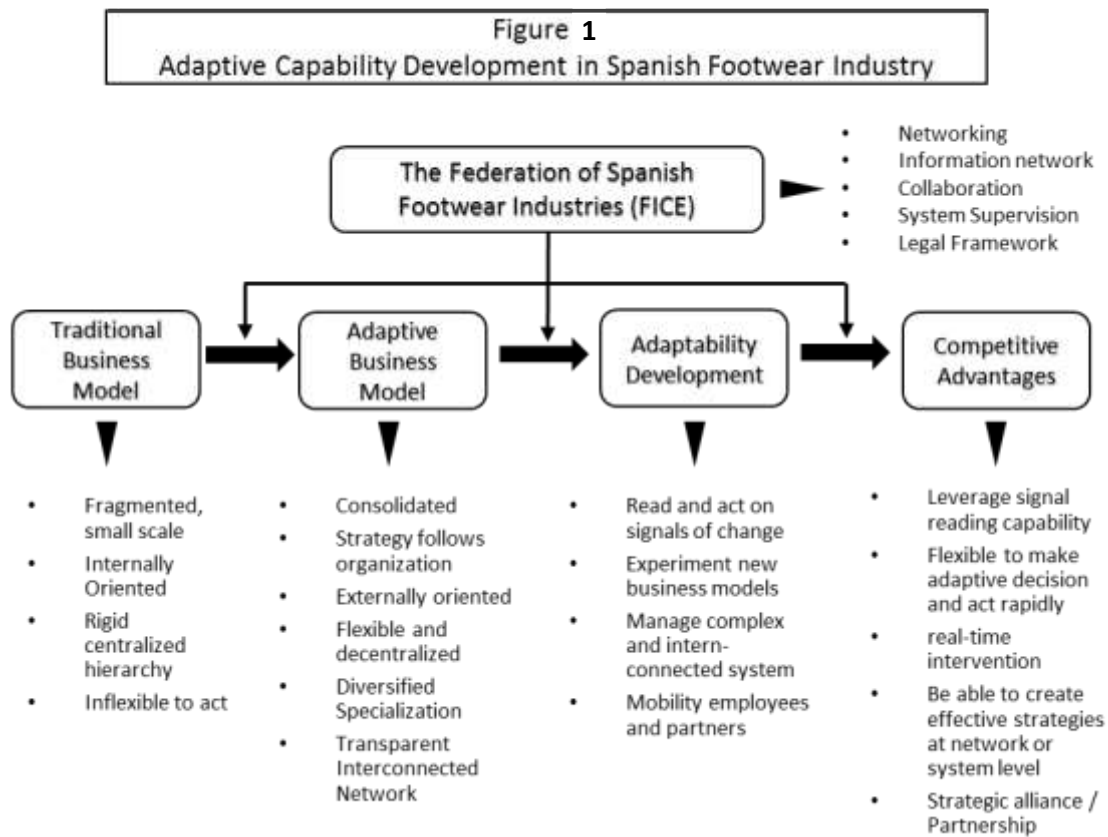 Figure 1
Adaptive Capability Development in Spanish Footwear Industry
The Federation of Spanish
Footwear Industries (FICE)
• Networking
• Information network
• Collaboration
• System Supervision
• Legal Framework
Traditional
Business
Model
Adaptive
Business
Model
Adaptability
Development
Competitive
Advantages
• Fragmented,
small scale
• Internally
Oriented
• Rigid
centralized
hierarchy
• Inflexible to act
• Consolidated
• Strategy follows
organization
• Externally oriented
• Flexible and
decentralized
• Diversified
Specialization
• Transparent
Interconnected
Network
• Read and act on
signals of change
• Experiment new
business models
• Manage complex
and intern-
connected system
• Mobility employees
and partners
• Leverage signal
reading capability
• Flexible to make
adaptive decision
and act rapidly
• real-time
intervention
• Be able to create
effective strategies
at network or
system level
• Strategic alliance /
Partnership